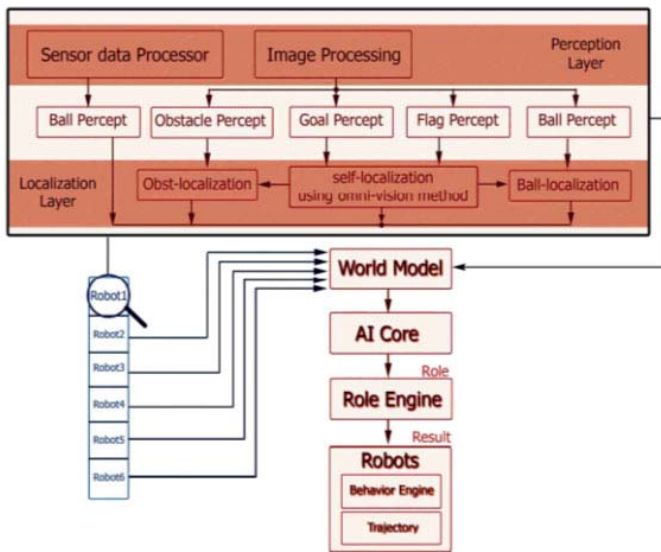 Sensor data Processor
Image Processing
Perception
Layer
Ball Percept
Obstacle Percept
Goal Percept
Flag Percept
Ball Percept
Localization
Layer
Obst-localization
self-localization
using omni-vision method
Ball-localization
Robot1
Robot2
Robot3
Robot4
Robot5
Robot6
World Model
AI Core
Role
Role Engine
Result
Robots
Behavior Engine
Trajectory